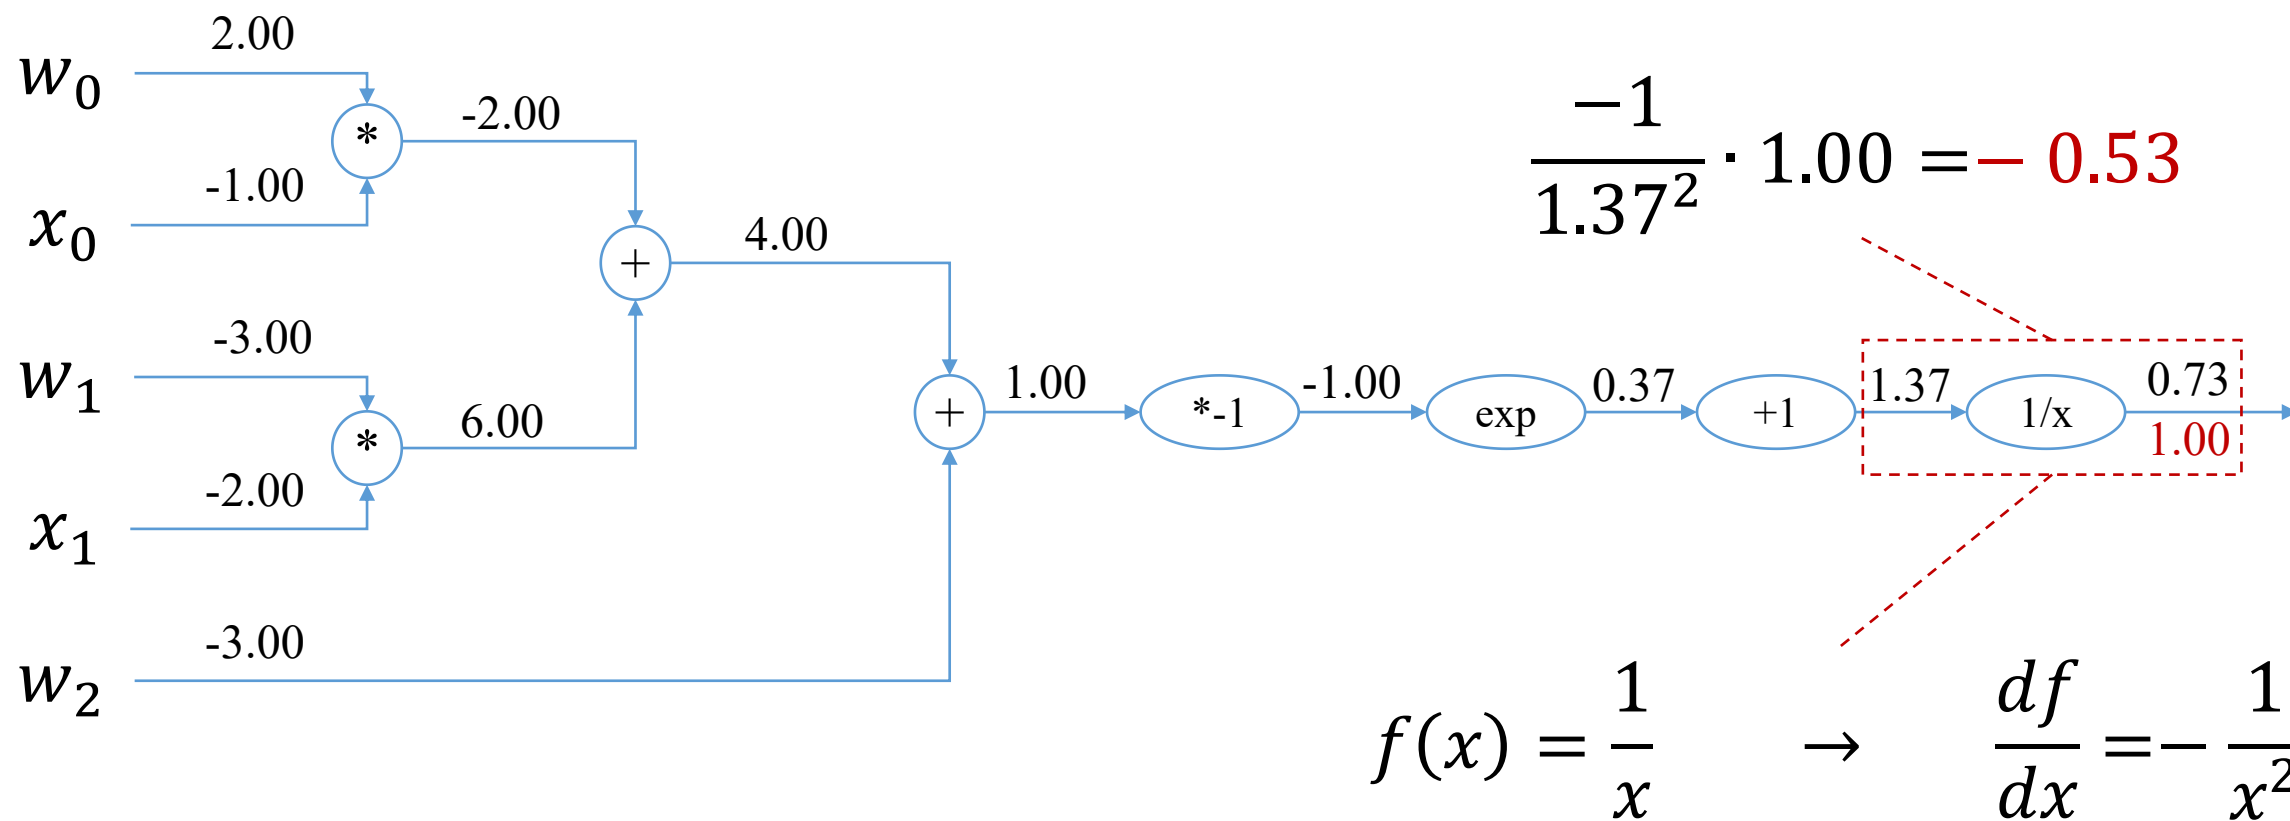 w₀ 2.00
* -2.00
x₀ -1.00
+ 4.00
w₁ -3.00
* 6.00
x₁ -2.00
w₂ -3.00
+ 1.00 *-1 -1.00 exp 0.37 +1 1.37 1/x 0.73
1.00
−1/1.37² · 1.00 = − 0.53
f(x) = 1/x → df/dx = − 1/x²